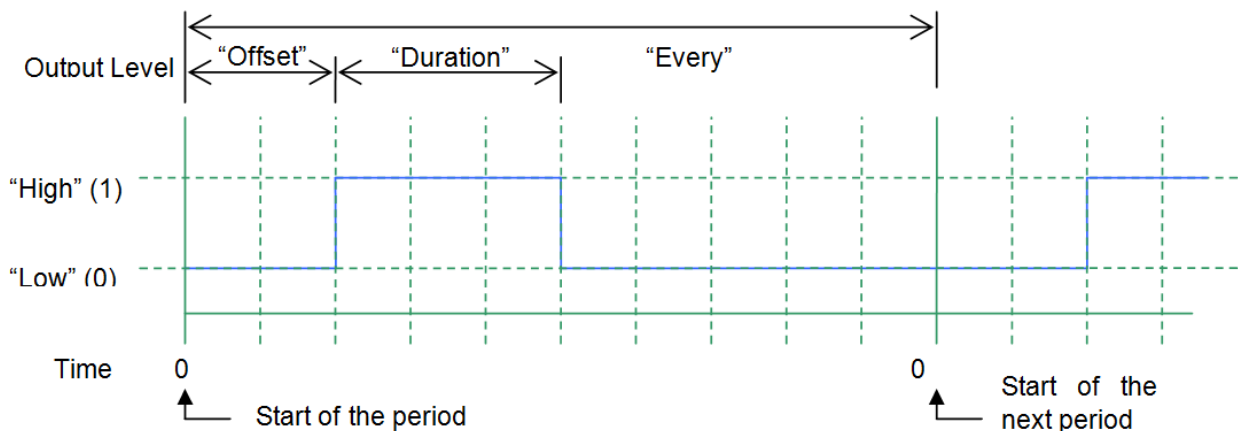 “Offset”
“Duration”
“Every”
Output Level
“High” (1)
“Low” (0)
Time
0
0
Start of the period
Start of the
next period